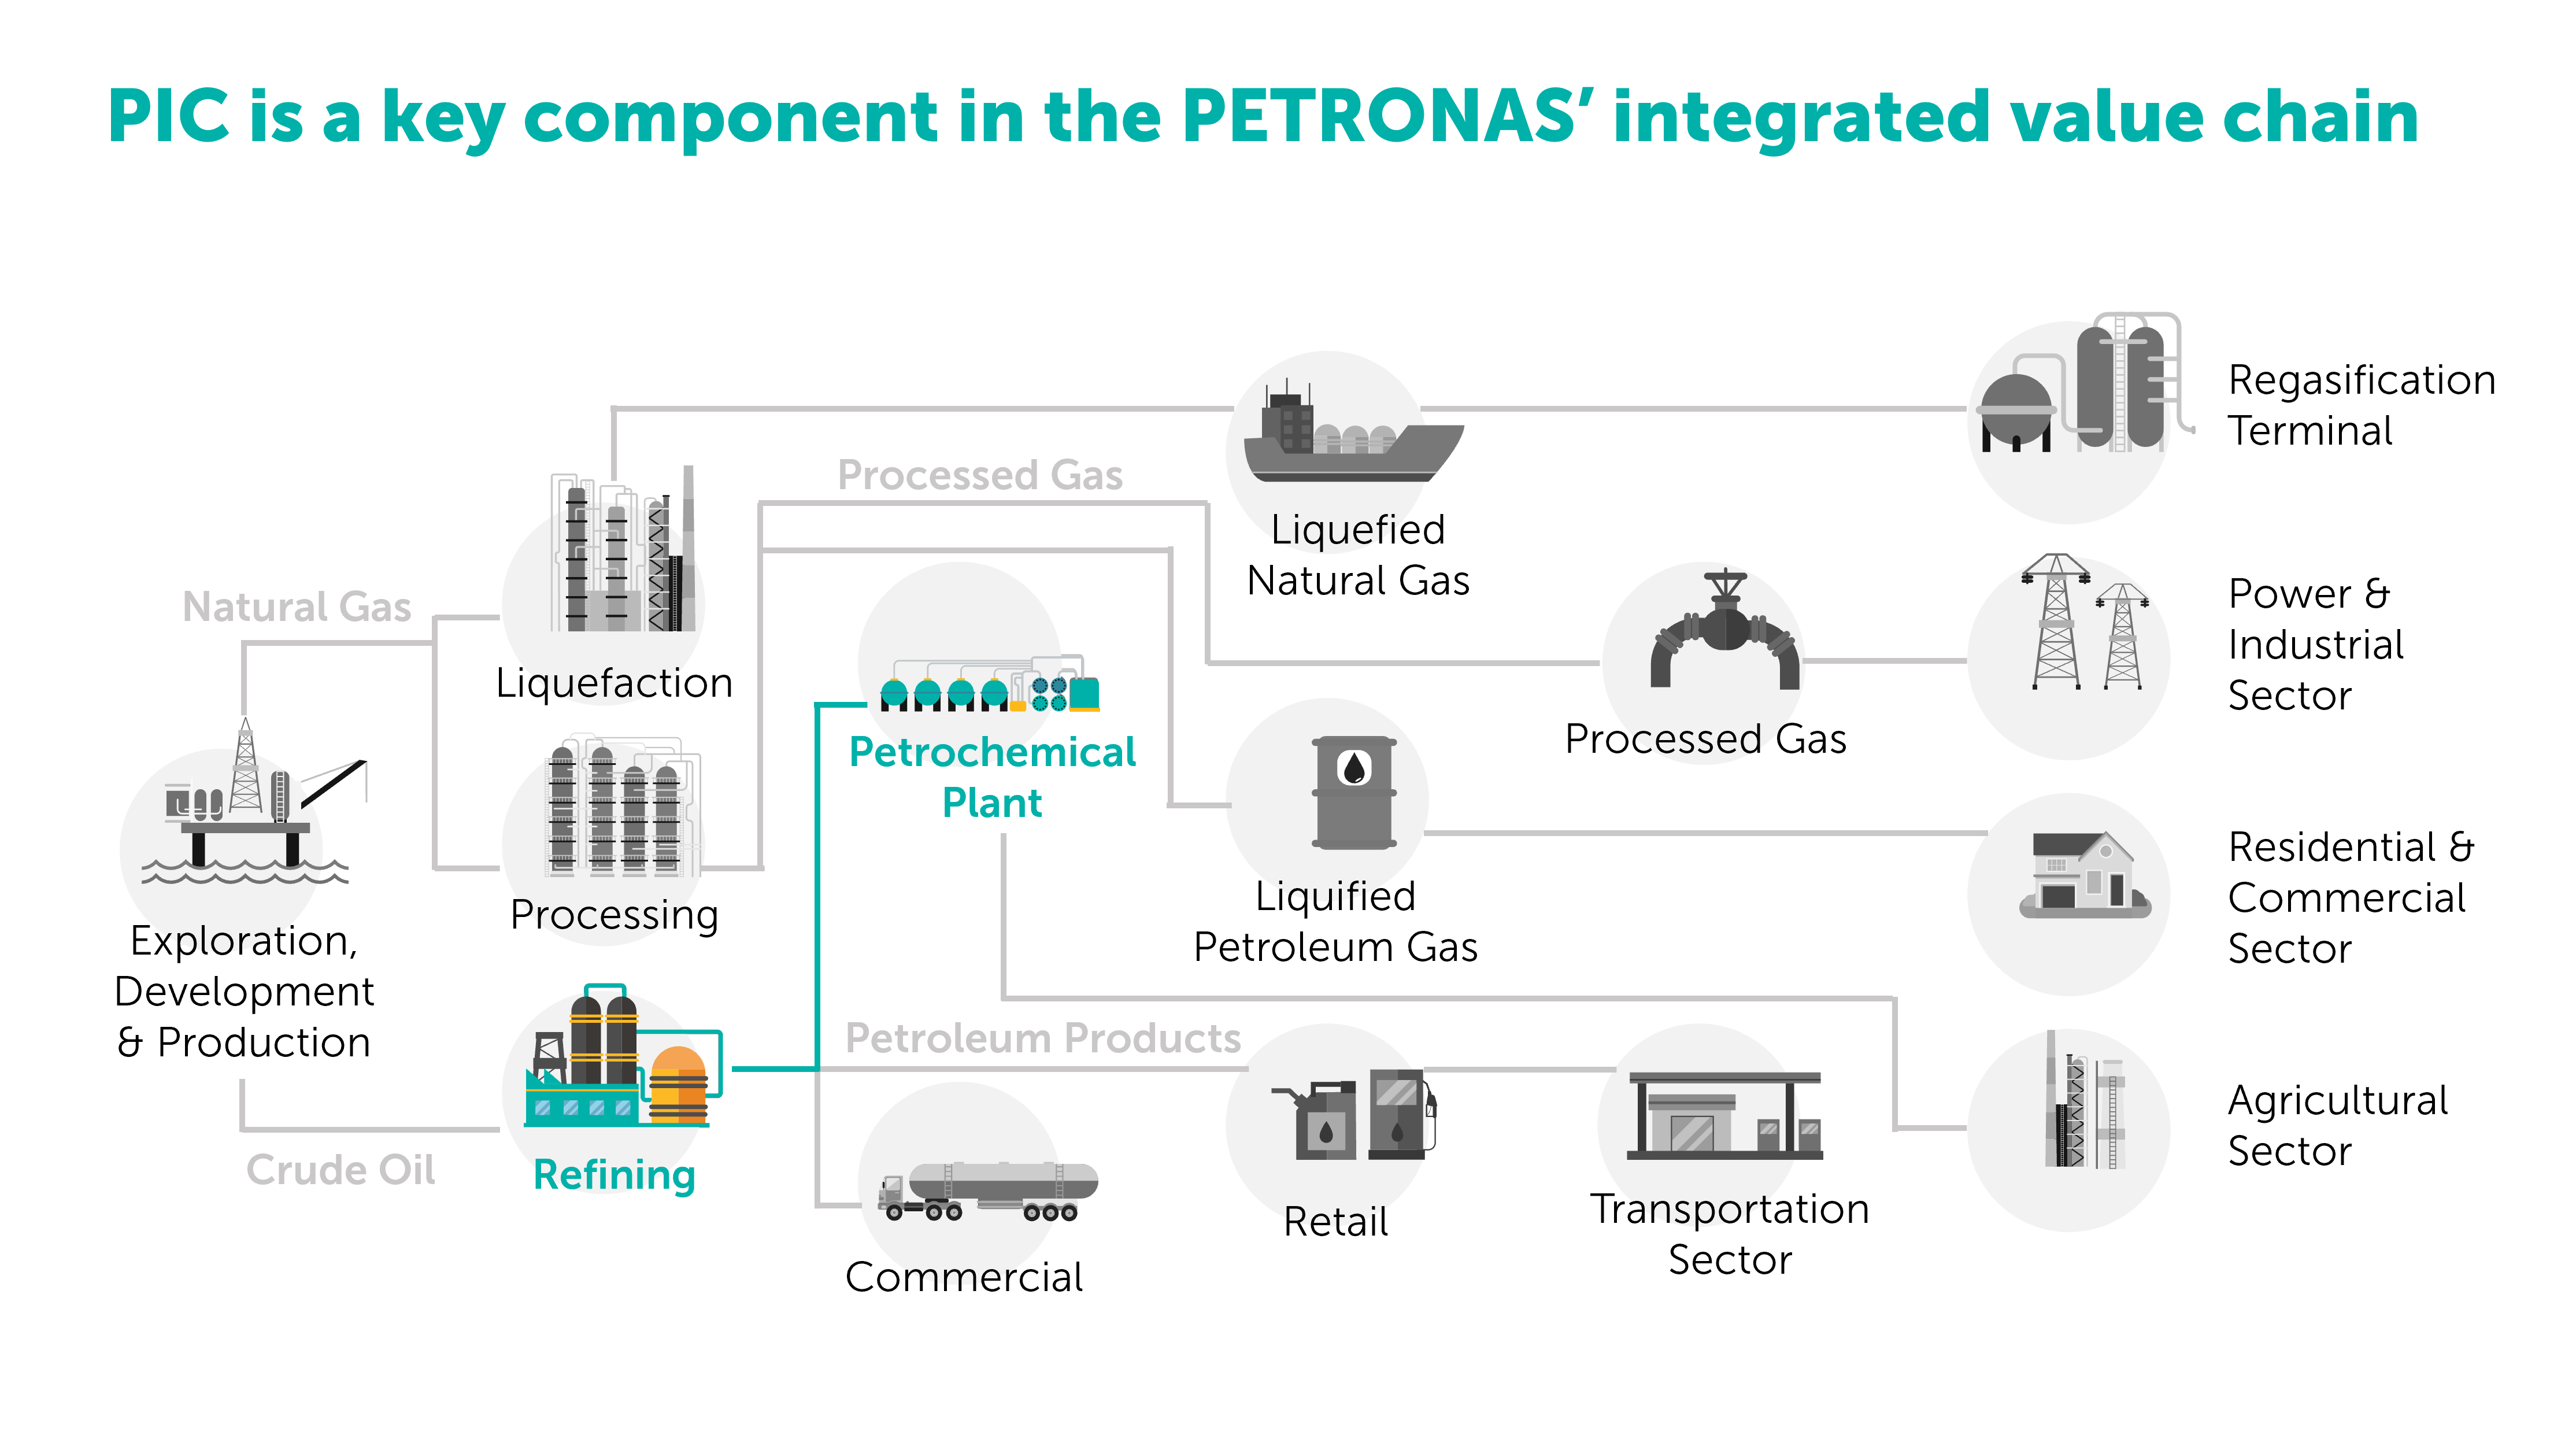 PIC is a key component in the PETRONAS’ integrated value chain
Regasification
Terminal
Processed Gas
Liquefied
Natural Gas
Natural Gas
Power &
Industrial
Sector
Liquefaction
Processed Gas
Petrochemical
Plant
Residential &
Commercial
Sector
Liquified
Petroleum Gas
Processing
Exploration,
Development
& Production
Petroleum Products
Agricultural
Sector
Crude Oil
Refining
Retail
Transportation
Sector
Commercial